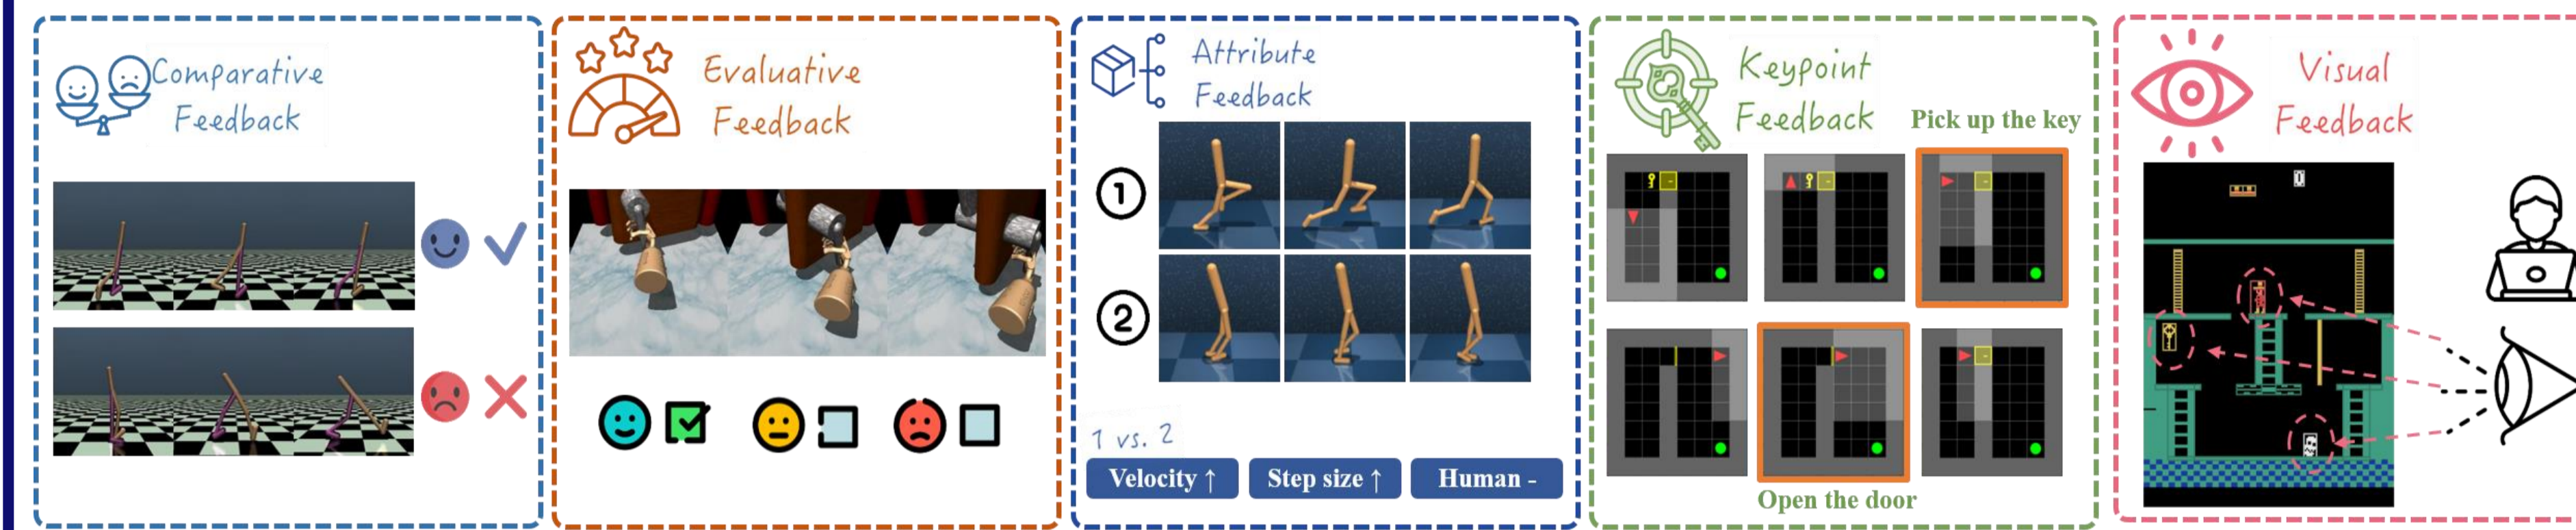 Comparative
Feedback
Evaluative
Feedback
Attribute
Feedback
1
2
1 vs. 2
Velocity ↑
Step size ↑
Human -
Keypoint
Feedback
Pick up the key
Open the door
Visual
Feedback
0